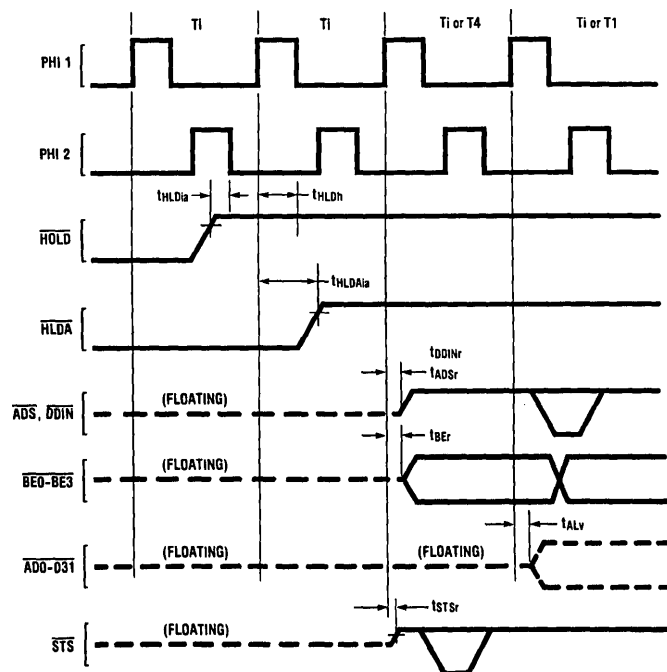 Ti Ti Ti or T4 Ti or T1
PHI 1
PHI 2
tHLDia tHLDh
HOLD
tHLDAia
HLDA
tDDINr
tADSr
(FLOATING)
ADS, DDIN
tBEr
(FLOATING)
BE0-BE3
tALv
(FLOATING) (FLOATING)
AD0-D31
tSTSr
(FLOATING)
STS